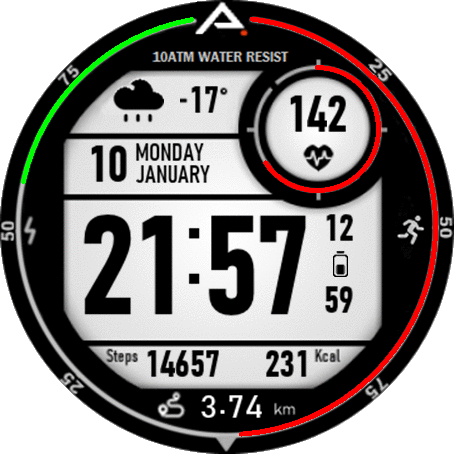 10ATM WATER RESIST
75
25
-17°
142
10 MONDAY
JANUARY
50
50
21:57
12
59
Steps 14657 231 Kcal
25
75
3.74 km